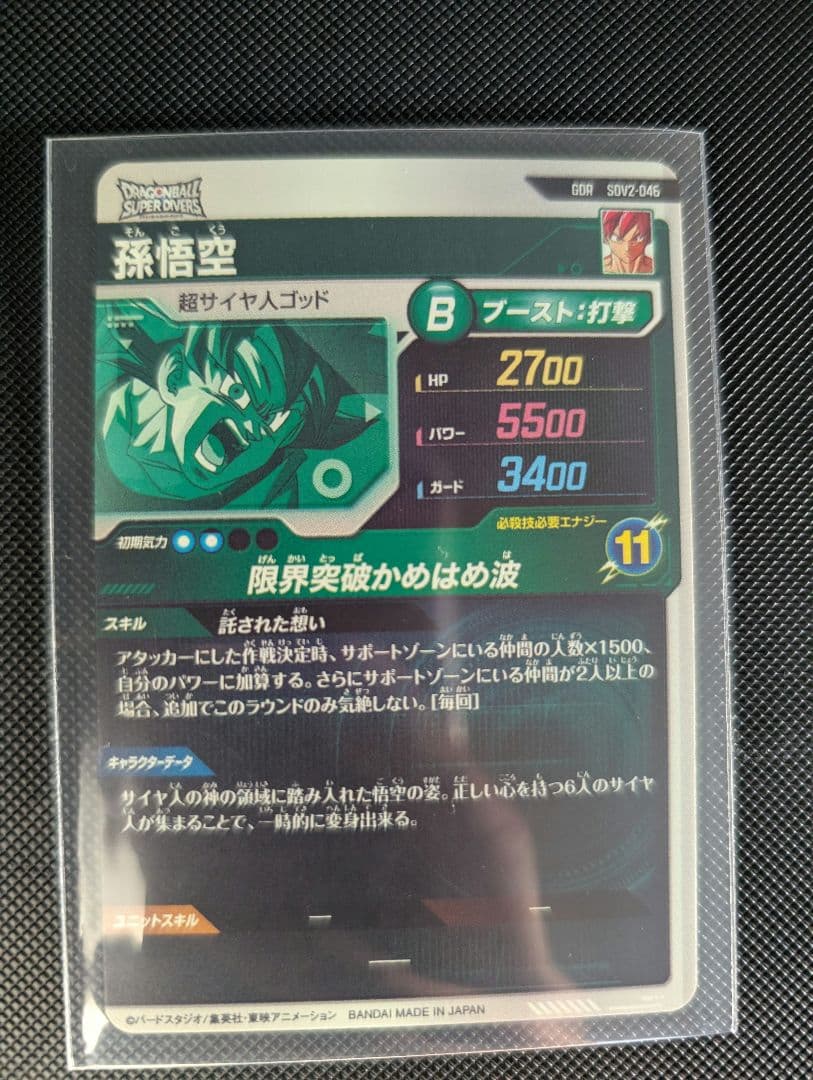 DRAGONBALL
SUPER DIVERS
GDR SDV2-046
そんごくう
孫悟空
超サイヤ人ゴッド
B ブースト:打撃
HP 2700
パワー 5500
ガード 3400
初期気力
必殺技必要エナジー
11
げんかいとっぱ は
限界突破かめはめ波
スキル
託された想い
アタッカーにした作戦決定時、サポートゾーンにいる仲間の人数×1500、
自分のパワーに加算する。さらにサポートゾーンにいる仲間が2人以上の
場合、追加でこのラウンドのみ気絶しない。[毎回]
キャラクターデータ
サイヤ人の神の領域に踏み入れた悟空の姿。正しい心を持つ6人のサイヤ
人が集まることで、一時的に変身出来る。
ユニットスキル
—
—
—
©バードスタジオ/集英社・東映アニメーション BANDAI MADE IN JAPAN